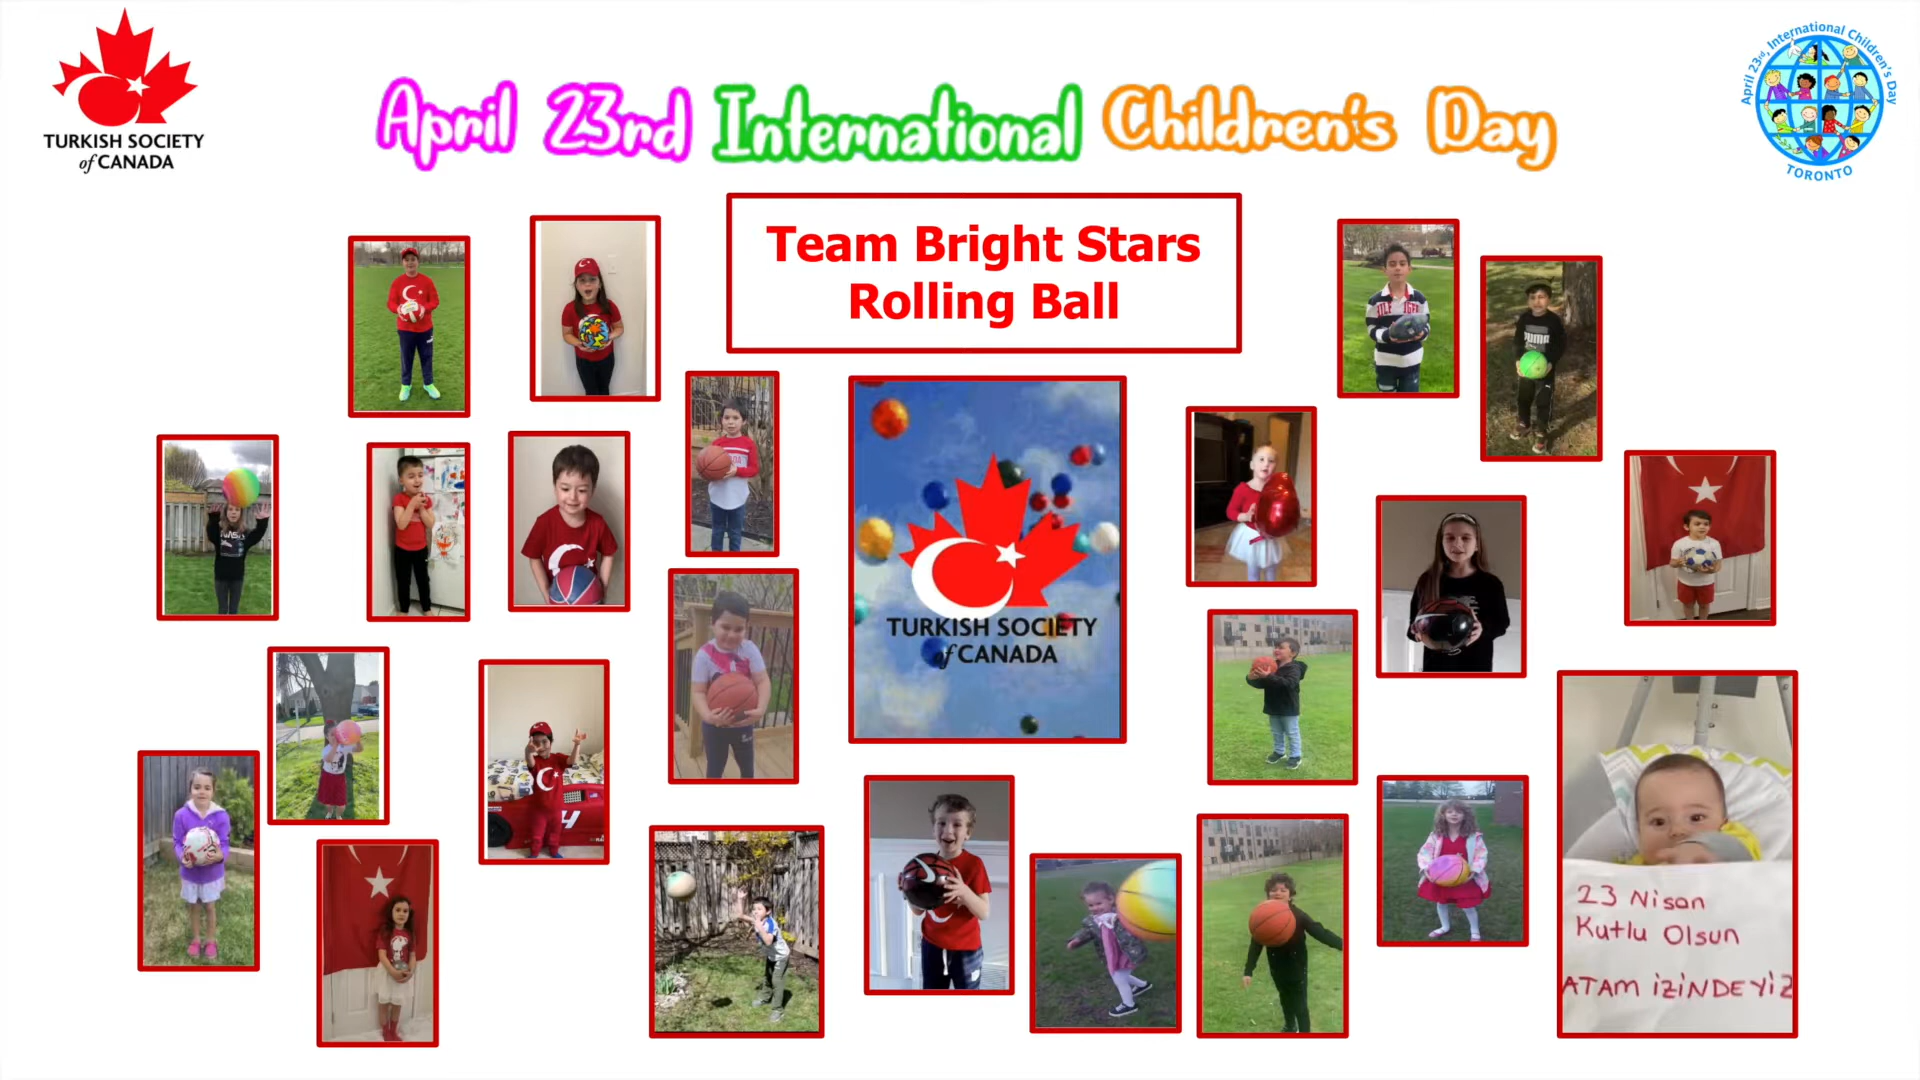 TURKISH SOCIETY
of CANADA
April 23rd International Children's Day
April 23rd, International Children's Day
TORONTO
Team Bright Stars
Rolling Ball
PUMA
TURKISH SOCIETY
of CANADA
23 Nisan
Kutlu Olsun
ATAM iZiNDEYiZ